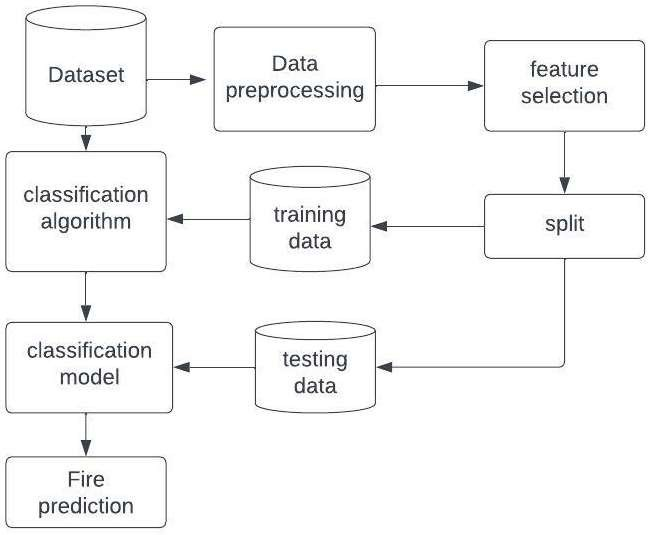 Dataset
Data
preprocessing
feature
selection
classification
algorithm
training
data
split
classification
model
testing
data
Fire
prediction